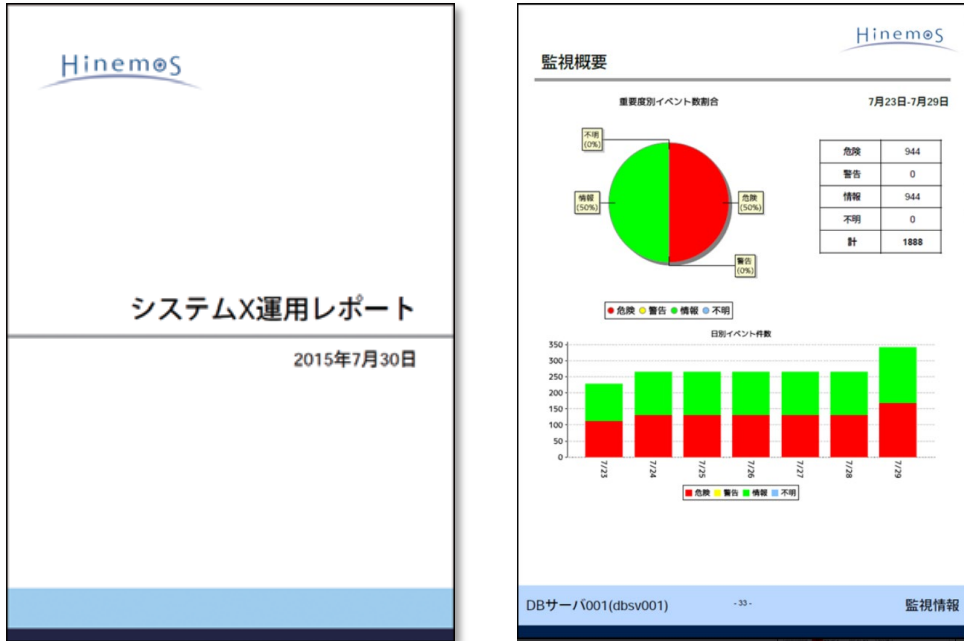 Hinemos
システムX運用レポート
2015年7月30日
Hinemos
監視概要
重要度別イベント数割合
7月23日-7月29日
不明
(0%)
情報
(50%)
危険
(50%)
警告
(0%)
危険 944
警告 0
情報 944
不明 0
計 1888
危険 警告 情報 不明
日別イベント件数
350
300
250
200
150
100
50
0
7/23 7/24 7/25 7/26 7/27 7/28 7/29
危険 警告 情報 不明
DBサーバ001(dbsv001) - 33 - 監視情報